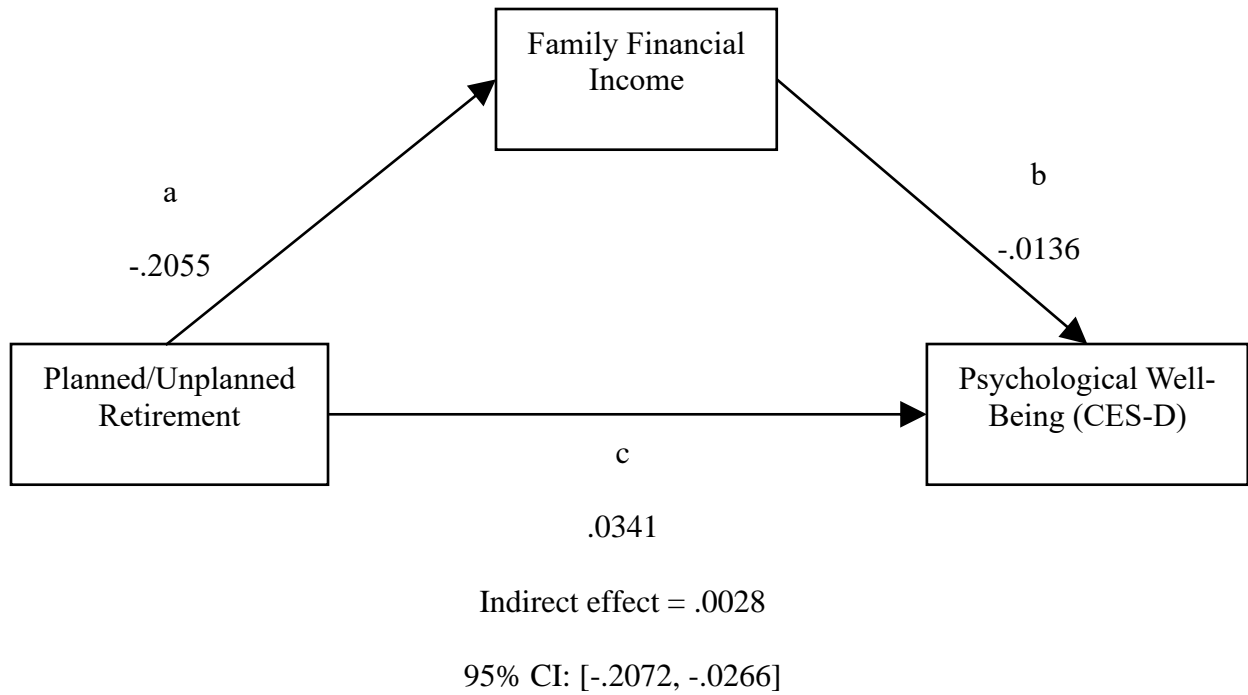 Family Financial
Income
a
-.2055
b
-.0136
Planned/Unplanned
Retirement
Psychological Well-
Being (CES-D)
c
.0341
Indirect effect = .0028
95% CI: [-.2072, -.0266]